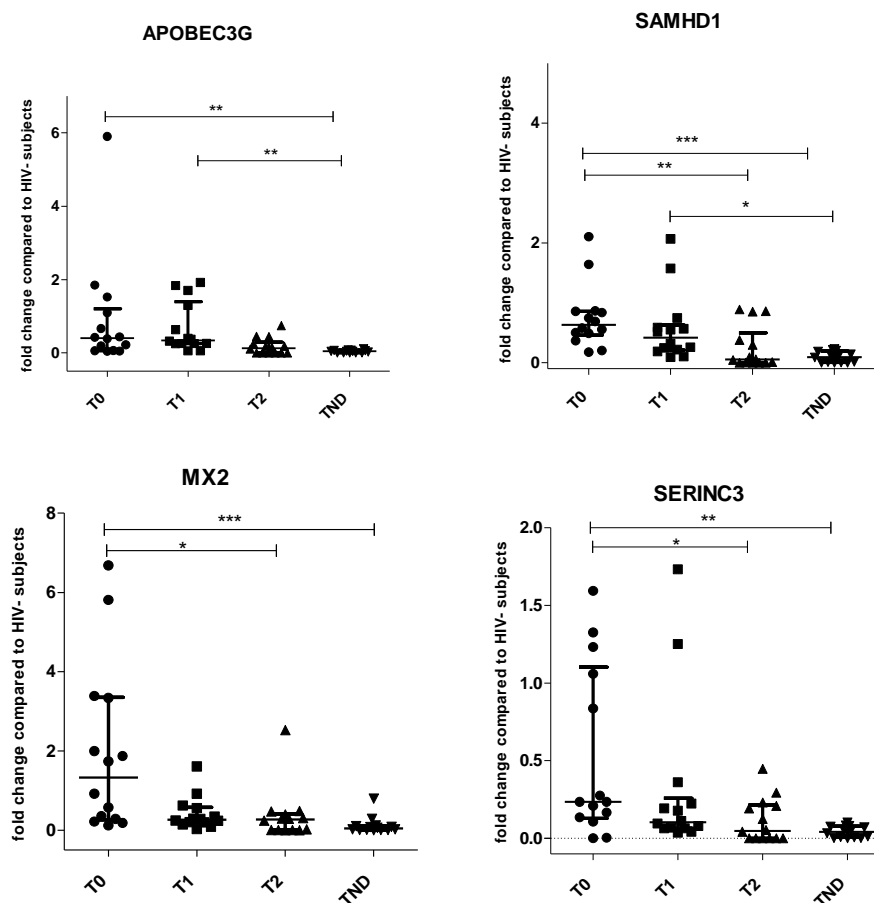 APOBEC3G
fold change compared to HIV- subjects
6
4
2
0
**
**
T0
T1
T2
TND
SAMHD1
fold change compared to HIV- subjects
4
2
0
***
**
*
T0
T1
T2
TND
MX2
fold change compared to HIV- subjects
8
6
4
2
0
***
*
T0
T1
T2
TND
SERINC3
fold change compared to HIV- subjects
2.0
1.5
1.0
0.5
0.0
**
*
T0
T1
T2
TND